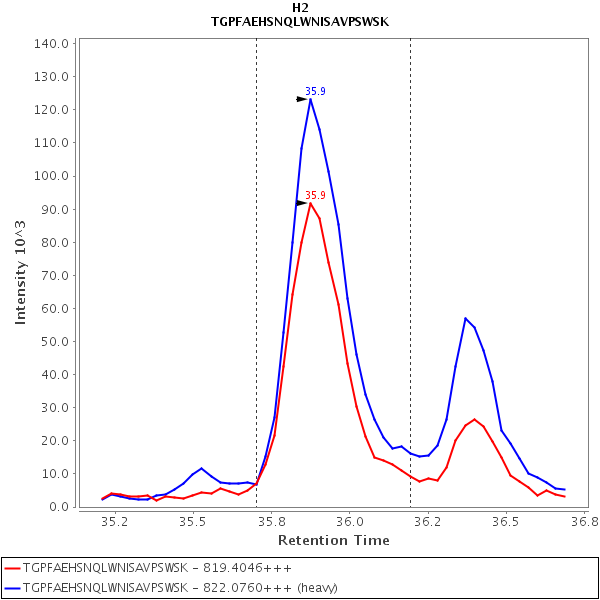 H2
TGPFAEHSNQLWNISAVPSWSK
Intensity 10^3
140.0
130.0
120.0
110.0
100.0
90.0
80.0
70.0
60.0
50.0
40.0
30.0
20.0
10.0
0.0
35.9
35.9
35.2 35.5 35.8 36.0 36.2 36.5 36.8
Retention Time
TGPFAEHSNQLWNISAVPSWSK - 819.4046+++
TGPFAEHSNQLWNISAVPSWSK - 822.0760+++ (heavy)